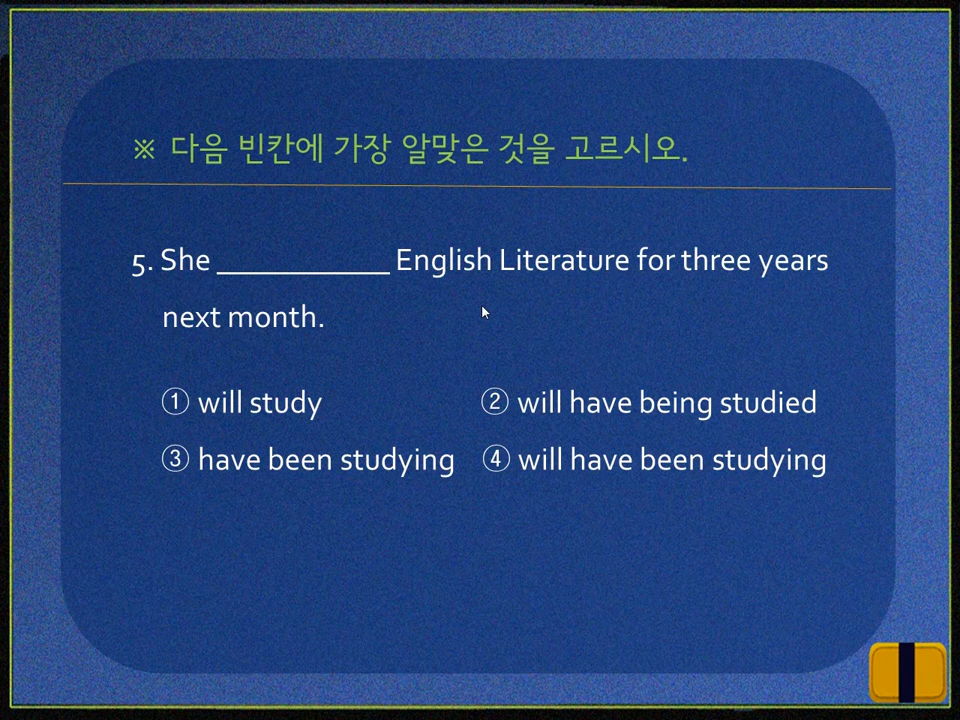 ※ 다음 빈칸에 가장 알맞은 것을 고르시오.
5. She ____________ English Literature for three years
next month.
① will study ② will have being studied
③ have been studying ④ will have been studying